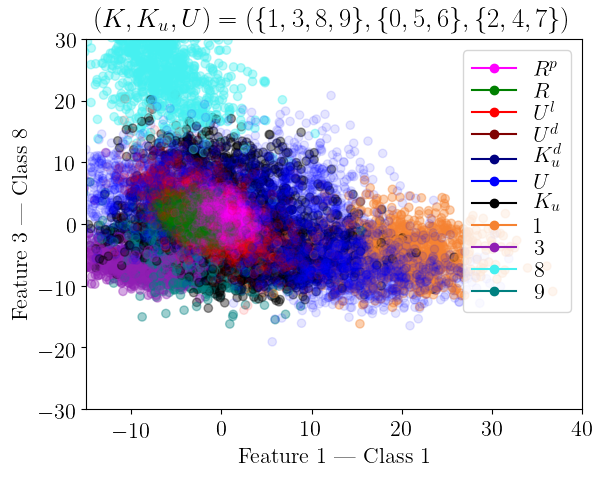 (K, K_u, U) = ({1, 3, 8, 9}, {0, 5, 6}, {2, 4, 7})
30
20
10
0
−10
−20
−30
Feature 3 — Class 8
R^p
R
U^l
U^d
K_u^d
U
K_u
1
3
8
9
−10
0
10
20
30
40
Feature 1 — Class 1